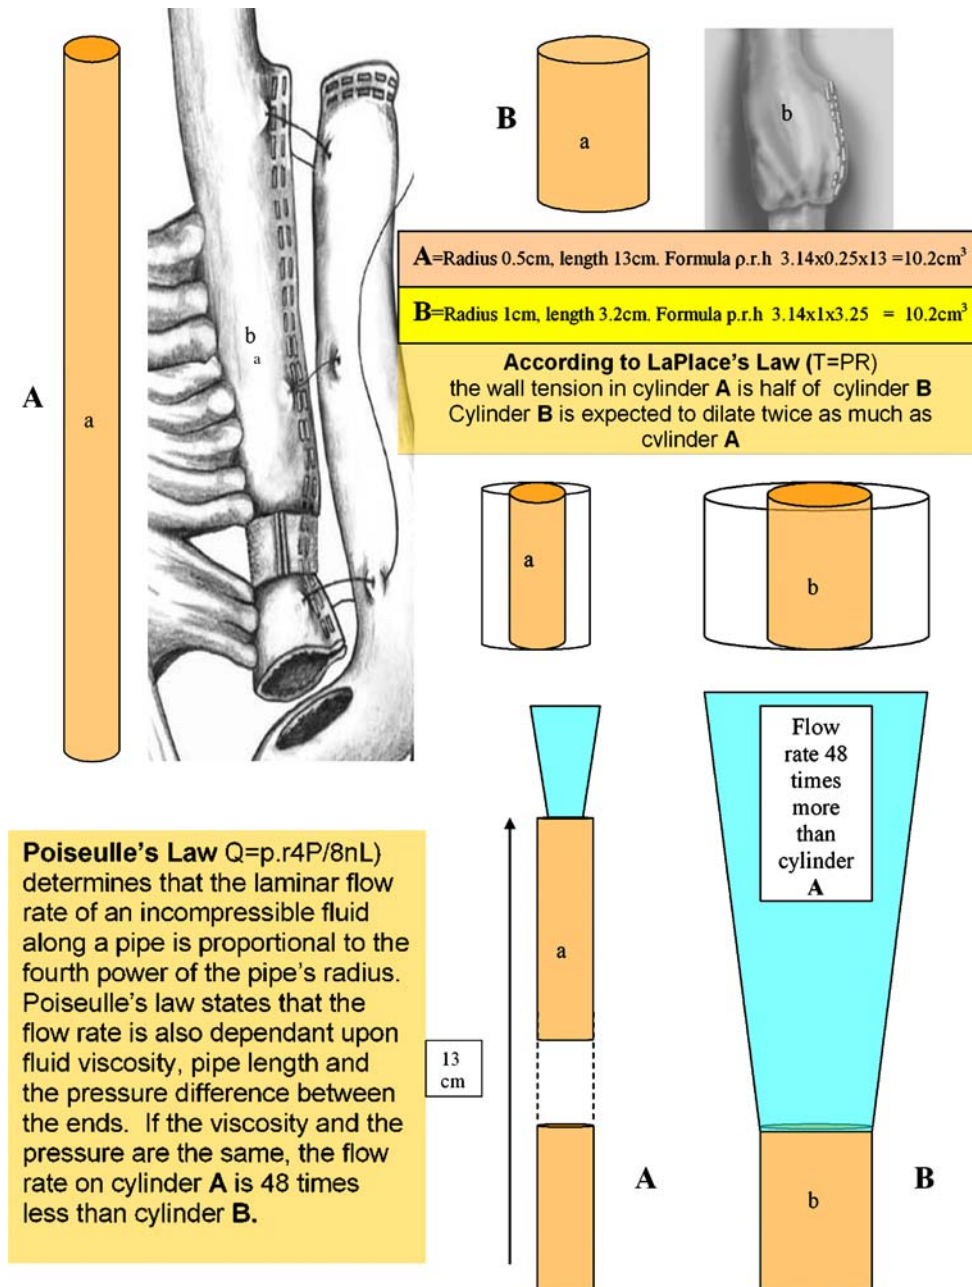 B
a
b
A=Radius 0.5cm, length 13cm. Formula ρ.r.h 3.14x0.25x13 =10.2cm³
B=Radius 1cm, length 3.2cm. Formula p.r.h 3.14x1x3.25 = 10.2cm³
According to LaPlace's Law (T=PR)
the wall tension in cylinder A is half of cylinder B
Cylinder B is expected to dilate twice as much as
cylinder A
A
a
b
a
a
b
Flow
rate 48
times
more
than
cylinder
A
Poiseulle's Law Q=p.r4P/8nL)
determines that the laminar flow
rate of an incompressible fluid
along a pipe is proportional to the
fourth power of the pipe's radius.
Poiseulle's law states that the
flow rate is also dependant upon
fluid viscosity, pipe length and
the pressure difference between
the ends. If the viscosity and the
pressure are the same, the flow
rate on cylinder A is 48 times
less than cylinder B.
13
cm
a
A
b
B